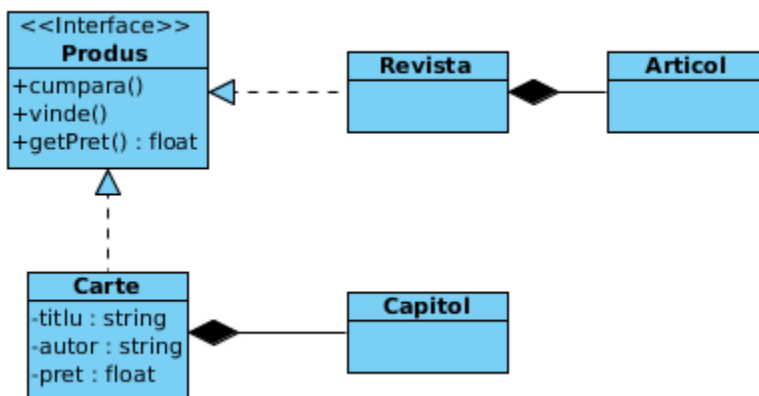 <<Interface>>
Produs
+cumpara()
+vinde()
+getPret() : float
Revista
Articol
Carte
-titlu : string
-autor : string
-pret : float
Capitol